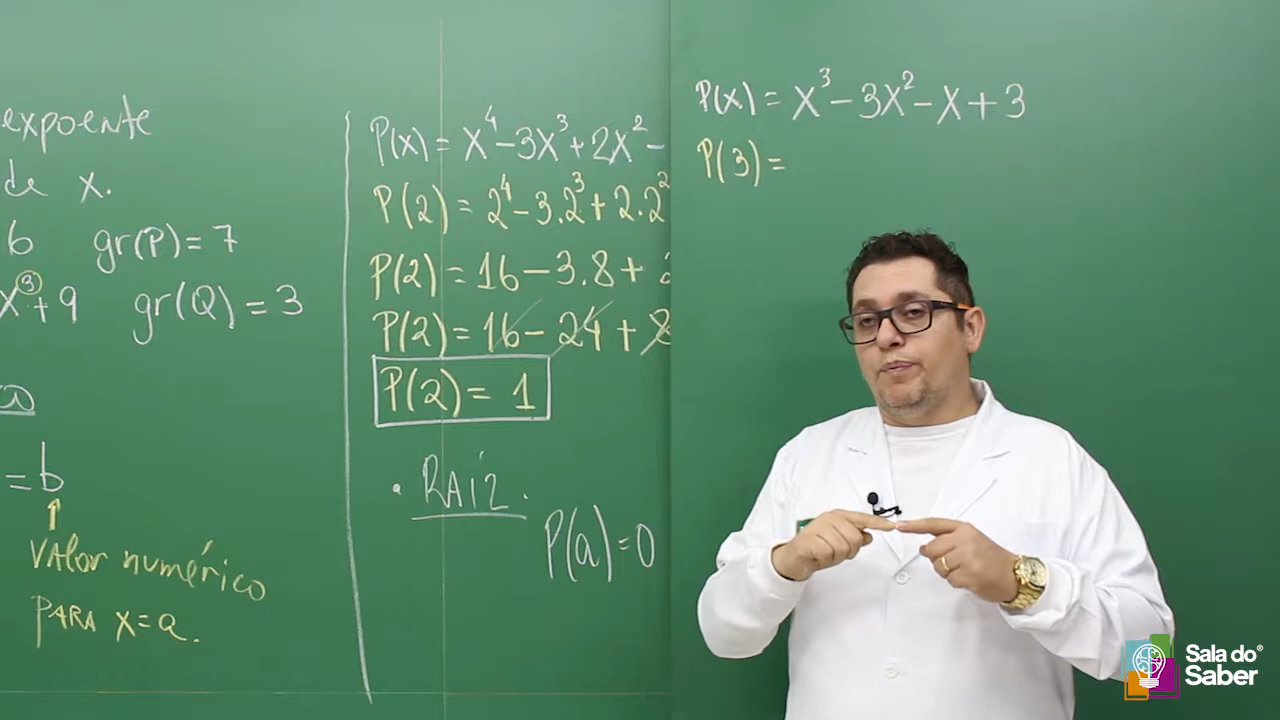 expoente
de x.
6 gr(P) = 7
x³ + 9 gr(Q) = 3
= b
VALOR numérico
PARA x = a.
P(x) = x⁴ - 3x³ + 2x² -
P(2) = 2⁴ - 3.2³ + 2.2²
P(2) = 16 - 3.8 +
P(2) = 16 - 24 + 8
P(2) = 1
• RAÍZ.
P(a) = 0
P(x) = x³ - 3x² - x + 3
P(3) =
Sala do®
Saber